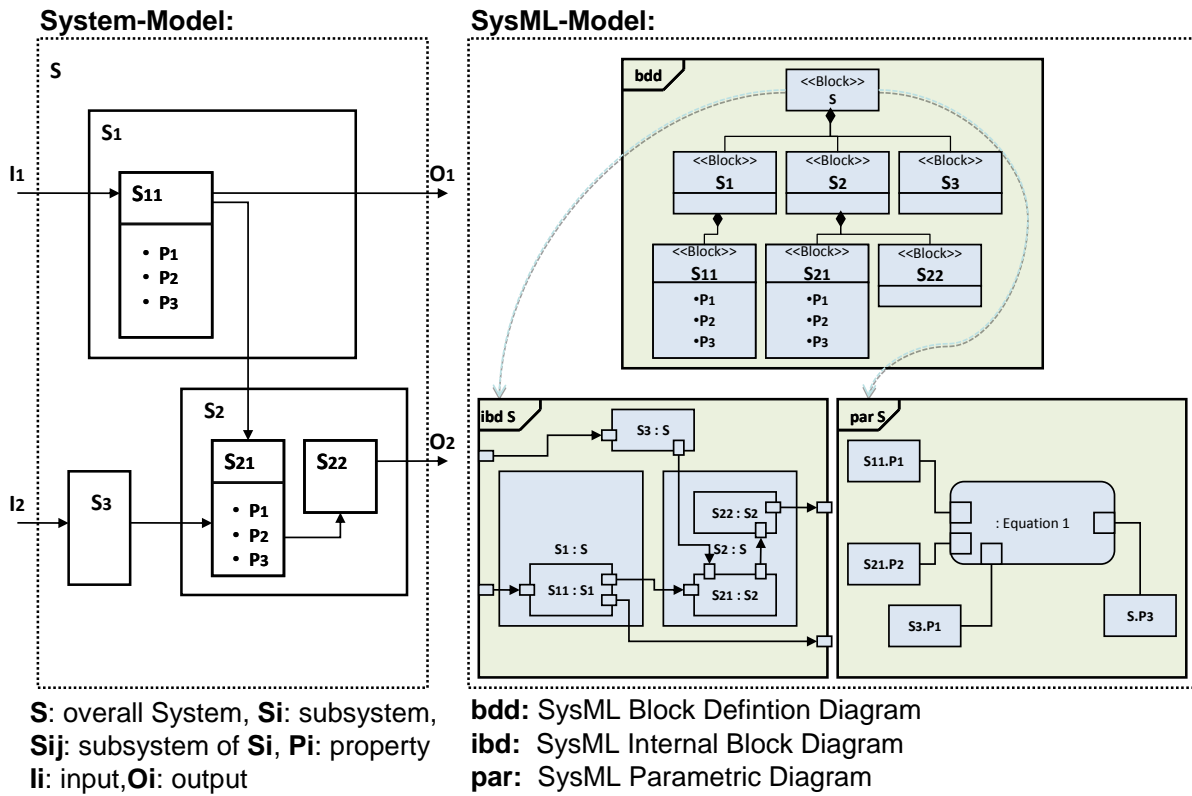 System-Model:
S
S1
I1
S11
• P1
• P2
• P3
O1
S2
S21
• P1
• P2
• P3
S22
O2
I2
S3
S: overall System, Si: subsystem,
Sij: subsystem of Si, Pi: property
Ii: input,Oi: output
SysML-Model:
bdd
<<Block>>
S
<<Block>>
S1
<<Block>>
S2
<<Block>>
S3
<<Block>>
S11
•P1
•P2
•P3
<<Block>>
S21
•P1
•P2
•P3
<<Block>>
S22
ibd S
S3 : S
S22 : S2
S1 : S
S2 : S
S11 : S1
S21 : S2
par S
S11.P1
: Equation 1
S21.P2
S3.P1
S.P3
bdd: SysML Block Defintion Diagram
ibd: SysML Internal Block Diagram
par: SysML Parametric Diagram